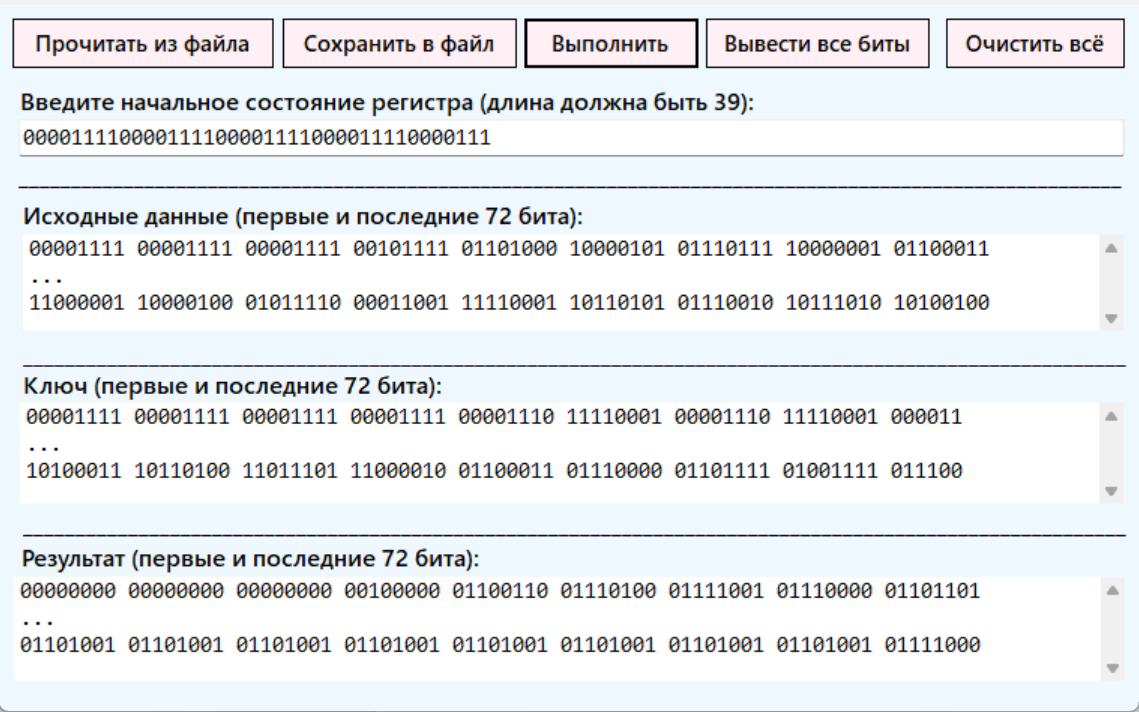 Прочитать из файла Сохранить в файл Выполнить Вывести все биты Очистить всё
Введите начальное состояние регистра (длина должна быть 39):
000011110000111100001111000011110000111
Исходные данные (первые и последние 72 бита):
00001111 00001111 00001111 00101111 01101000 10000101 01110111 10000001 01100011
...
11000001 10000100 01011110 00011001 11110001 10110101 01110010 10111010 10100100
Ключ (первые и последние 72 бита):
00001111 00001111 00001111 00001111 00001110 11110001 00001110 11110001 000011
...
10100011 10110100 11011101 11000010 01100011 01110000 01101111 01001111 011100
Результат (первые и последние 72 бита):
00000000 00000000 00000000 00100000 01100110 01110100 01111001 01110000 01101101
...
01101001 01101001 01101001 01101001 01101001 01101001 01101001 01101001 01111000